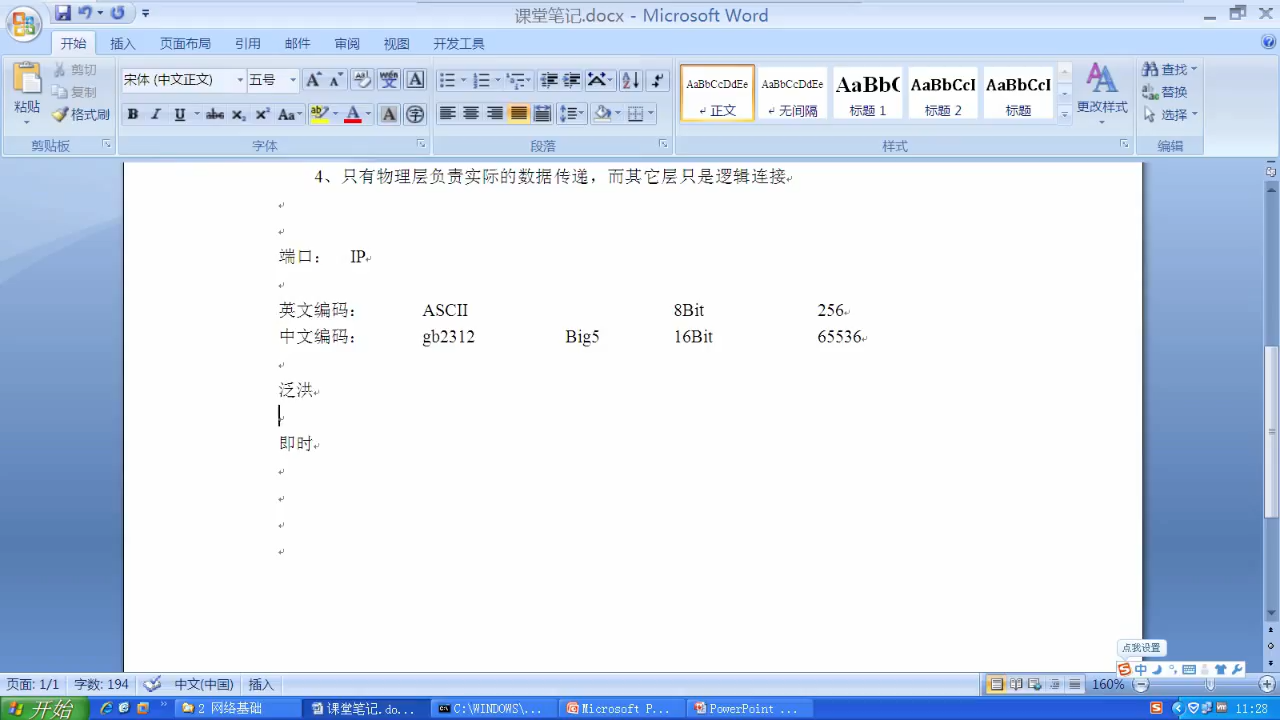 课堂笔记.docx - Microsoft Word
开始 插入 页面布局 引用 邮件 审阅 视图 开发工具
粘贴 剪切 复制 格式刷 剪贴板
宋体 (中文正文) 五号
字体
段落
AaBbCcDdEe AaBbCcDdEe AaBbC AaBbCcI AaBbCcI
正文 无间隔 标题 1 标题 2 标题
更改样式
样式
查找
替换
选择
编辑
4、只有物理层负责实际的数据传递，而其它层只是逻辑连接
端口： IP
英文编码： ASCII 8Bit 256
中文编码： gb2312 Big5 16Bit 65536
泛洪
即时
点我设置
中
页面: 1/1 字数: 194 中文(中国) 插入 160%
开始 2 网络基础 课堂笔记.do... C:\WINDOWS\... Microsoft P... PowerPoint ... 11:28